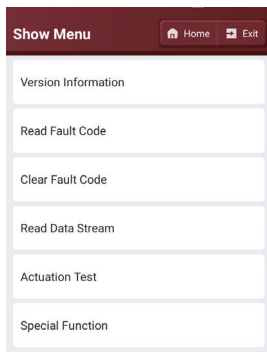 Show Menu Home Exit
Version Information
Read Fault Code
Clear Fault Code
Read Data Stream
Actuation Test
Special Function